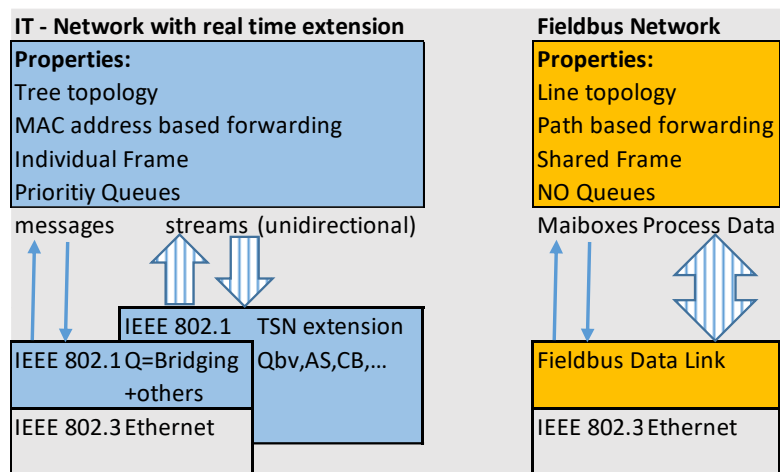 IT - Network with real time extension
Properties:
Tree topology
MAC address based forwarding
Individual Frame
Prioritiy Queues
messages streams (unidirectional)
IEEE 802.1 TSN extension
IEEE 802.1 Q=Bridging Qbv,AS,CB,...
+others
IEEE 802.3 Ethernet
Fieldbus Network
Properties:
Line topology
Path based forwarding
Shared Frame
NO Queues
Maiboxes Process Data
Fieldbus Data Link
IEEE 802.3 Ethernet